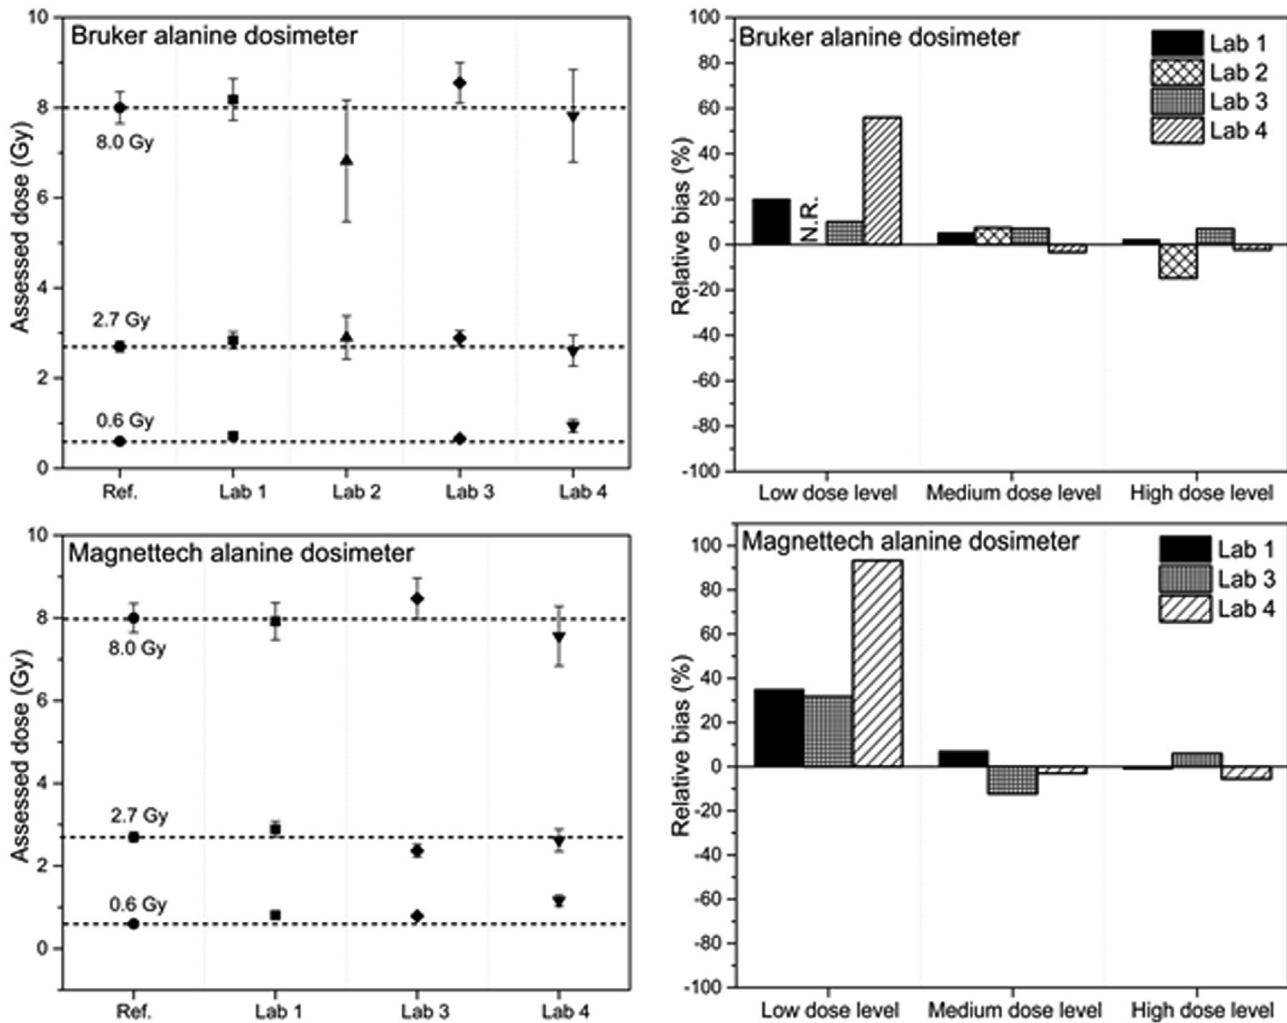 Bruker alanine dosimeter
Assessed dose (Gy)
10
8
6
4
2
0
8.0 Gy
2.7 Gy
0.6 Gy
Ref.
Lab 1
Lab 2
Lab 3
Lab 4
Bruker alanine dosimeter
Relative bias (%)
100
80
60
40
20
0
-20
-40
-60
-80
-100
Lab 1
Lab 2
Lab 3
Lab 4
N.R.
Low dose level
Medium dose level
High dose level
Magnettech alanine dosimeter
Assessed dose (Gy)
10
8
6
4
2
0
8.0 Gy
2.7 Gy
0.6 Gy
Ref.
Lab 1
Lab 3
Lab 4
Magnettech alanine dosimeter
Relative bias (%)
100
80
60
40
20
0
-20
-40
-60
-80
-100
Lab 1
Lab 3
Lab 4
Low dose level
Medium dose level
High dose level